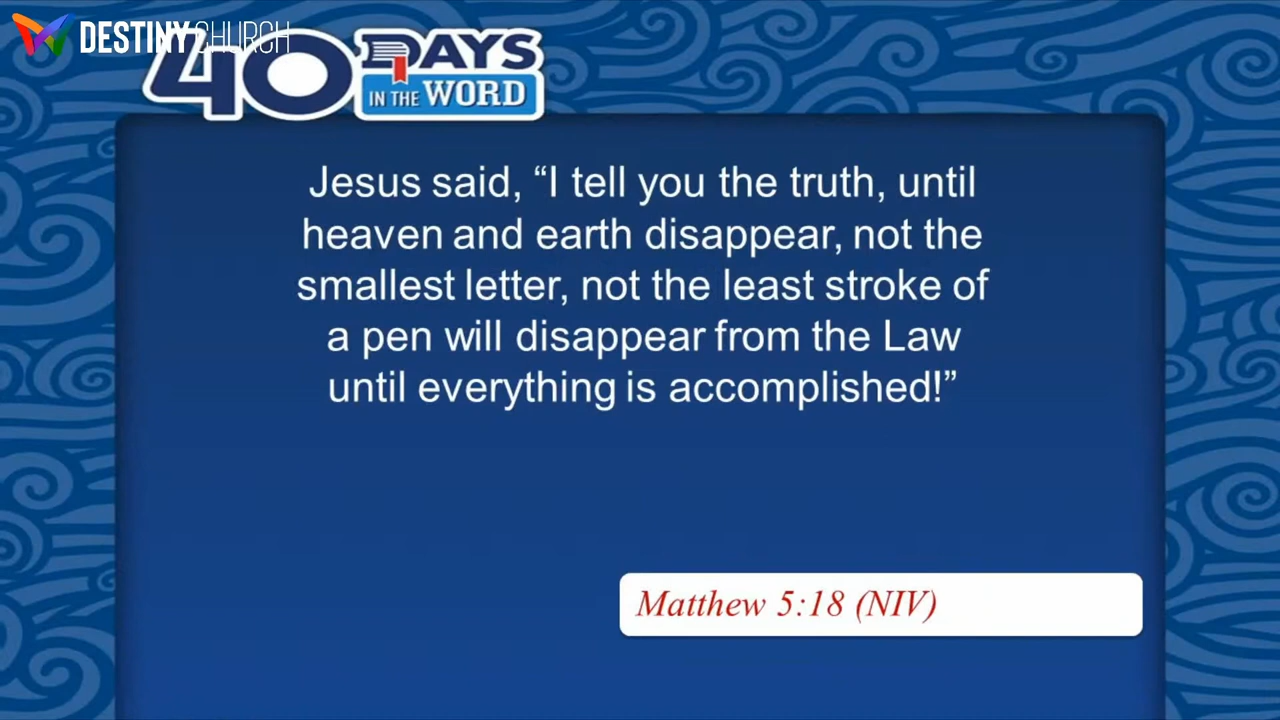 DESTINY CHURCH
40 DAYS
IN THE WORD
Jesus said, “I tell you the truth, until
heaven and earth disappear, not the
smallest letter, not the least stroke of
a pen will disappear from the Law
until everything is accomplished!”
Matthew 5:18 (NIV)